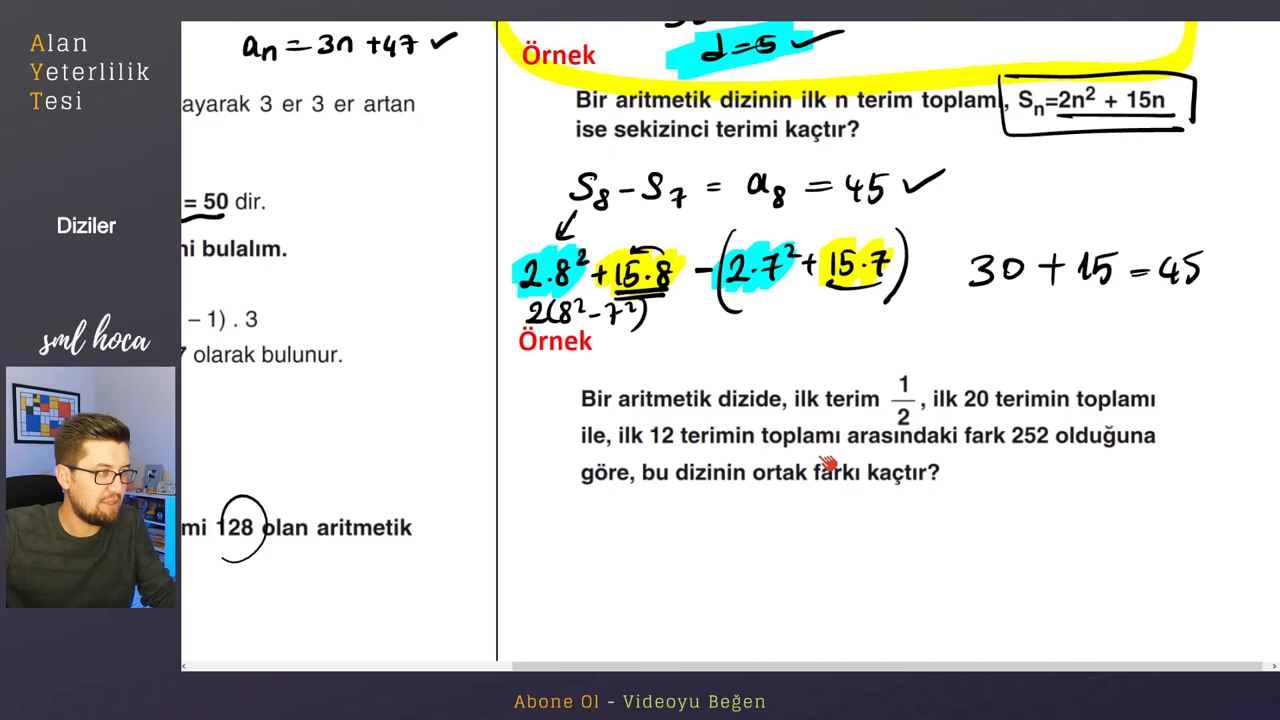 Alan
Yeterlilik
Tesi
Diziler
sml hoca
an = 3n + 47 ✓
ayarak 3 er 3 er artan
= 50 dir.
ni bulalım.
– 1) . 3
olarak bulunur.
mi 128 olan aritmetik
d = 5 ✓
Örnek
Bir aritmetik dizinin ilk n terim toplamı, Sn=2n² + 15n
ise sekizinci terimi kaçtır?
S8 – S7 = a8 = 45 ✓
2.8² + 15.8 – (2.7² + 15.7) 30 + 15 = 45
2(8² – 7²)
Örnek
Bir aritmetik dizide, ilk terim 1/2, ilk 20 terimin toplamı
ile, ilk 12 terimin toplamı arasındaki fark 252 olduğuna
göre, bu dizinin ortak farkı kaçtır?
Abone Ol - Videoyu Beğen